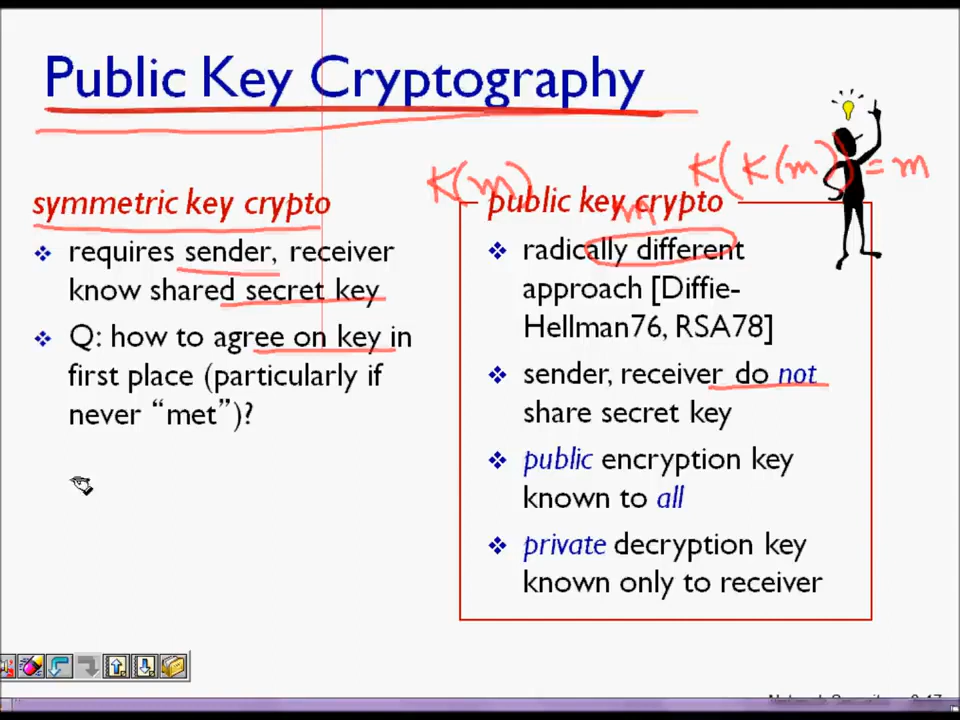 Public Key Cryptography
symmetric key crypto
❖ requires sender, receiver
know shared secret key
❖ Q: how to agree on key in
first place (particularly if
never “met”)?
K(m)
K(K(m)) = m
public key crypto
m
❖ radically different
approach [Diffie-
Hellman76, RSA78]
❖ sender, receiver do not
share secret key
❖ public encryption key
known to all
❖ private decryption key
known only to receiver